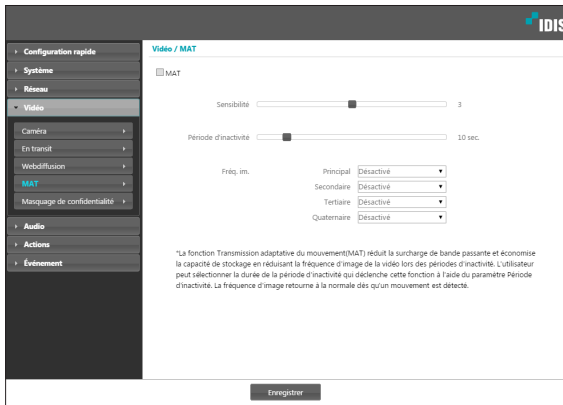 IDIS
Configuration rapide
Système
Réseau
Vidéo
Caméra
En transit
Webdiffusion
MAT
Masquage de confidentialité
Audio
Actions
Événement
Vidéo / MAT
MAT
Sensibilité 3
Période d'inactivité 10 sec.
Fréq. im. Principal Désactivé
Secondaire Désactivé
Tertiaire Désactivé
Quaternaire Désactivé
*La fonction Transmission adaptative du mouvement(MAT) réduit la surcharge de bande passante et économise
la capacité de stockage en réduisant la fréquence d'image de la vidéo lors des périodes d'inactivité. L'utilisateur
peut sélectionner la durée de la période d'inactivité qui déclenche cette fonction à l'aide du paramètre Période
d'inactivité. La fréquence d'image retourne à la normale dès qu'un mouvement est détecté.
Enregistrer